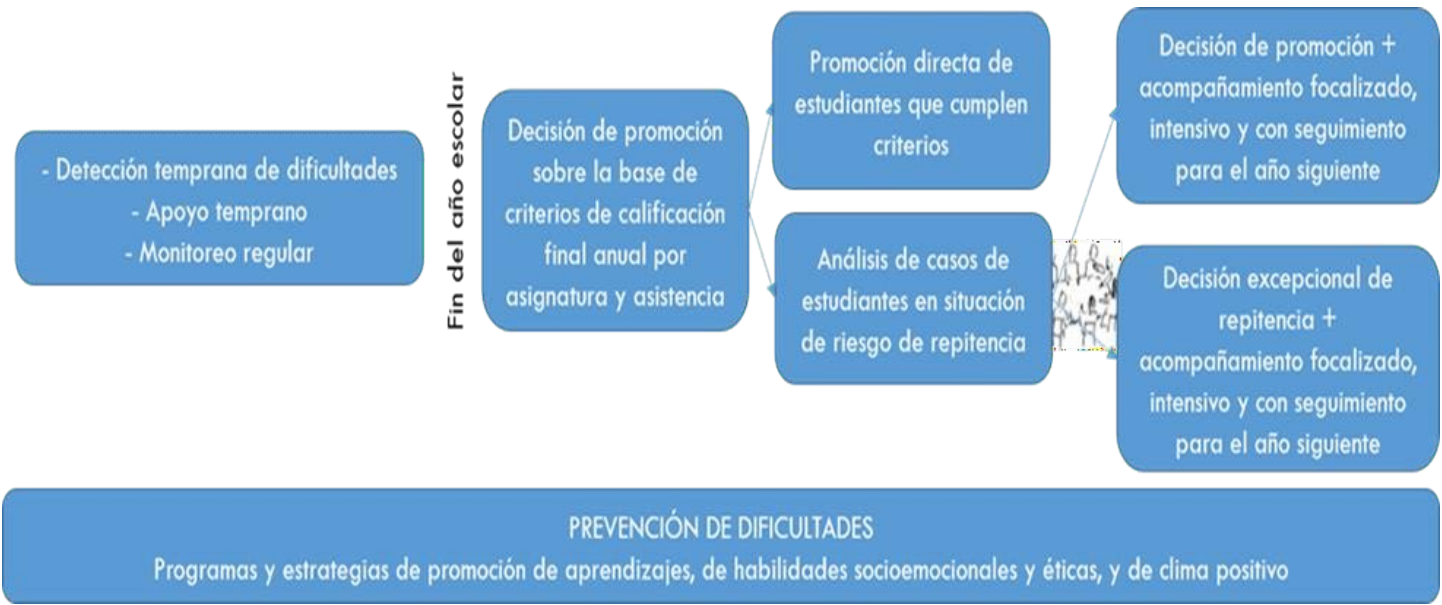 - Detección temprana de dificultades
- Apoyo temprano
- Monitoreo regular
Fin del año escolar
Decisión de promoción
sobre la base de
criterios de calificación
final anual por
asignatura y asistencia
Promoción directa de
estudiantes que cumplen
criterios
Análisis de casos de
estudiantes en situación
de riesgo de repitencia
Decisión de promoción +
acompañamiento focalizado,
intensivo y con seguimiento
para el año siguiente
Decisión excepcional de
repitencia +
acompañamiento focalizado,
intensivo y con seguimiento
para el año siguiente
PREVENCIÓN DE DIFICULTADES
Programas y estrategias de promoción de aprendizajes, de habilidades socioemocionales y éticas, y de clima positivo